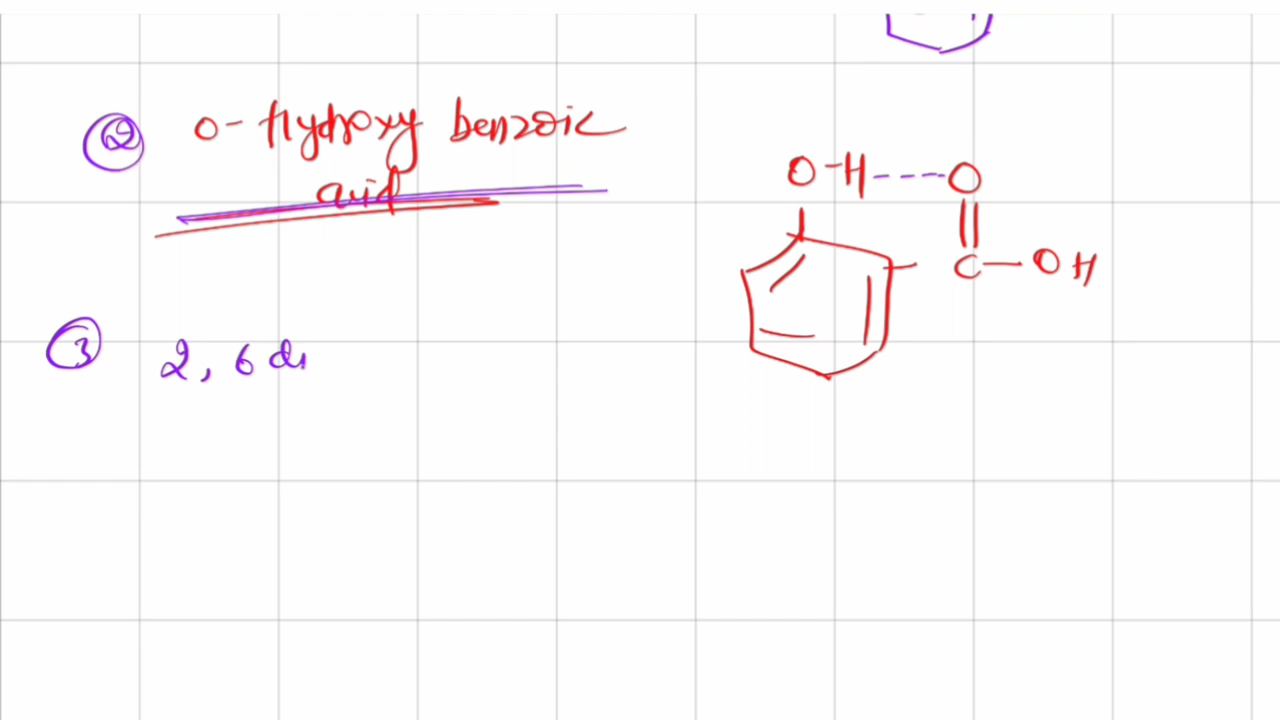 ② o-Hydroxy benzoic
acid
O-H---O
C-OH
③ 2, 6 di